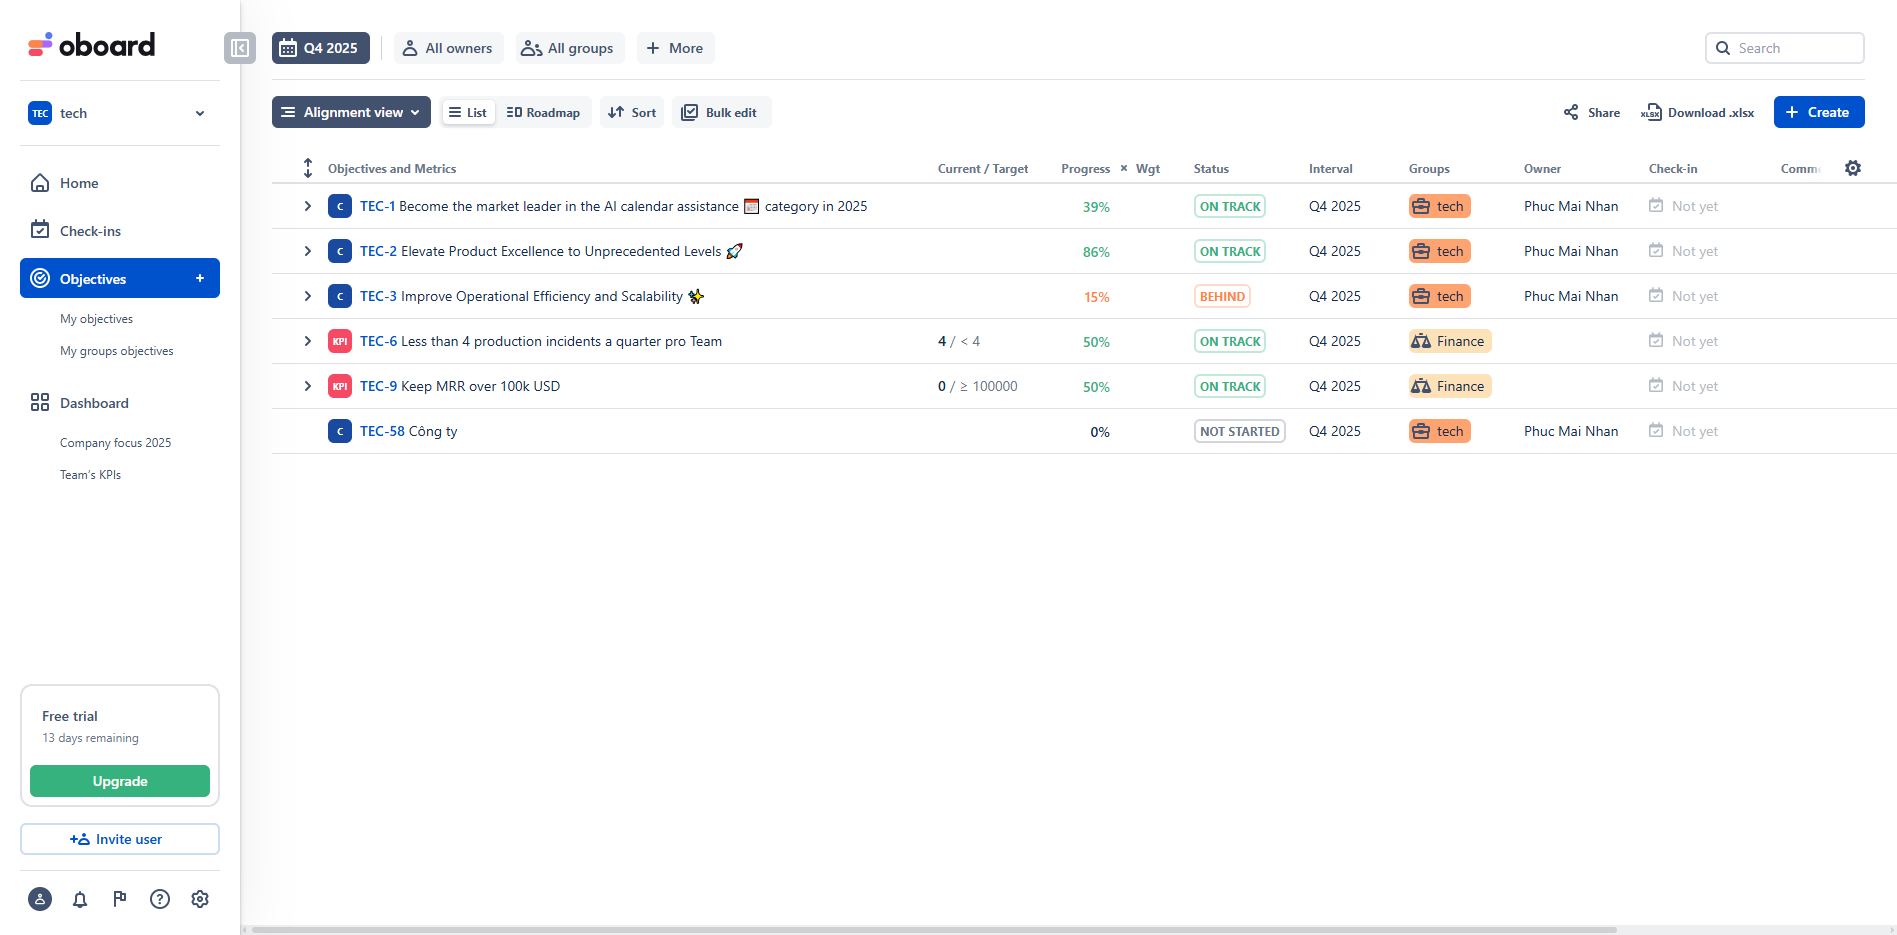 oboard
TEC tech
Home
Check-ins
Objectives +
My objectives
My groups objectives
Dashboard
Company focus 2025
Team's KPIs
Free trial
13 days remaining
Upgrade
Invite user
Q4 2025 All owners All groups + More
Search
Alignment view List Roadmap Sort Bulk edit
Share XLSX Download .xlsx + Create
Objectives and Metrics Current / Target Progress × Wgt Status Interval Groups Owner Check-in Comm
C TEC-1 Become the market leader in the AI calendar assistance category in 2025 39% ON TRACK Q4 2025 tech Phuc Mai Nhan Not yet
C TEC-2 Elevate Product Excellence to Unprecedented Levels 86% ON TRACK Q4 2025 tech Phuc Mai Nhan Not yet
C TEC-3 Improve Operational Efficiency and Scalability 15% BEHIND Q4 2025 tech Phuc Mai Nhan Not yet
KPI TEC-6 Less than 4 production incidents a quarter pro Team 4 / < 4 50% ON TRACK Q4 2025 Finance Not yet
KPI TEC-9 Keep MRR over 100k USD 0 / ≥ 100000 50% ON TRACK Q4 2025 Finance Not yet
C TEC-58 Công ty 0% NOT STARTED Q4 2025 tech Phuc Mai Nhan Not yet